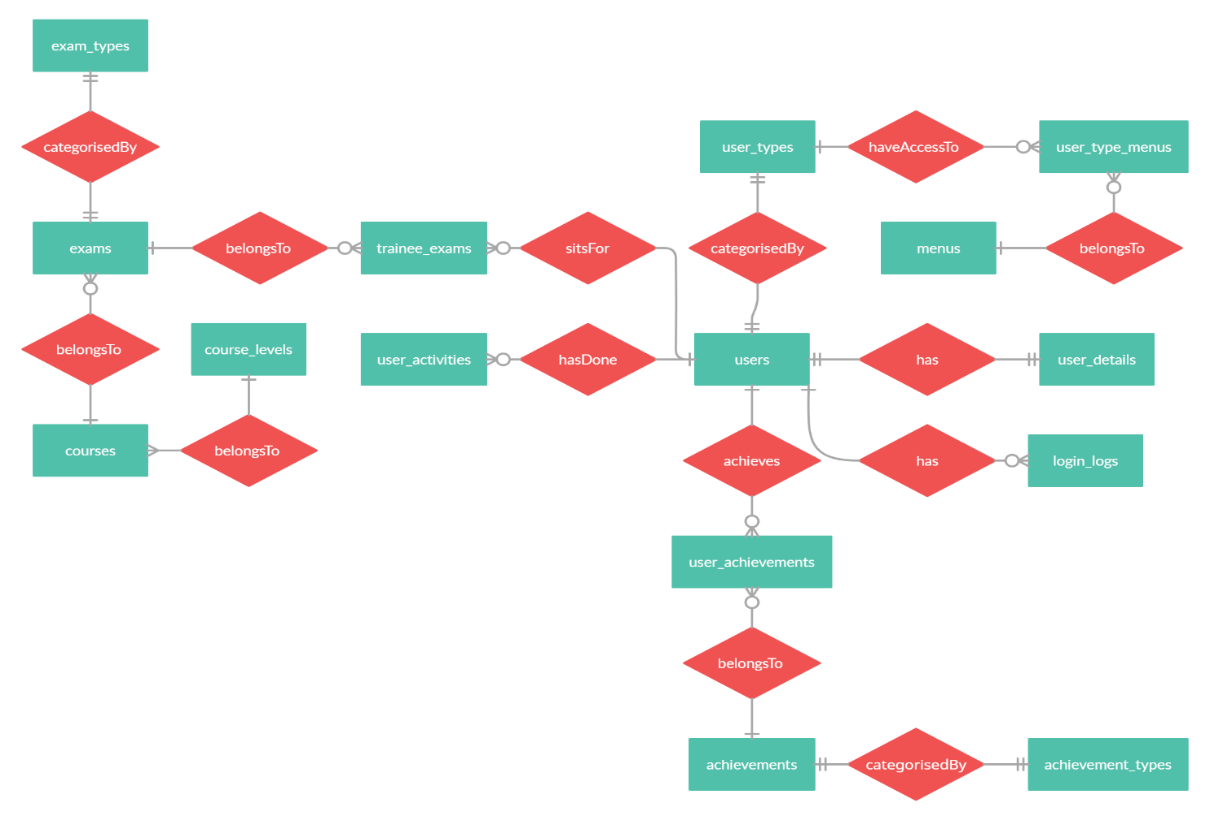 exam_types
categorisedBy
user_types
haveAccessTo
user_type_menus
exams
belongsTo
trainee_exams
sitsFor
categorisedBy
menus
belongsTo
belongsTo
course_levels
user_activities
hasDone
users
has
user_details
courses
belongsTo
achieves
has
login_logs
user_achievements
belongsTo
achievements
categorisedBy
achievement_types